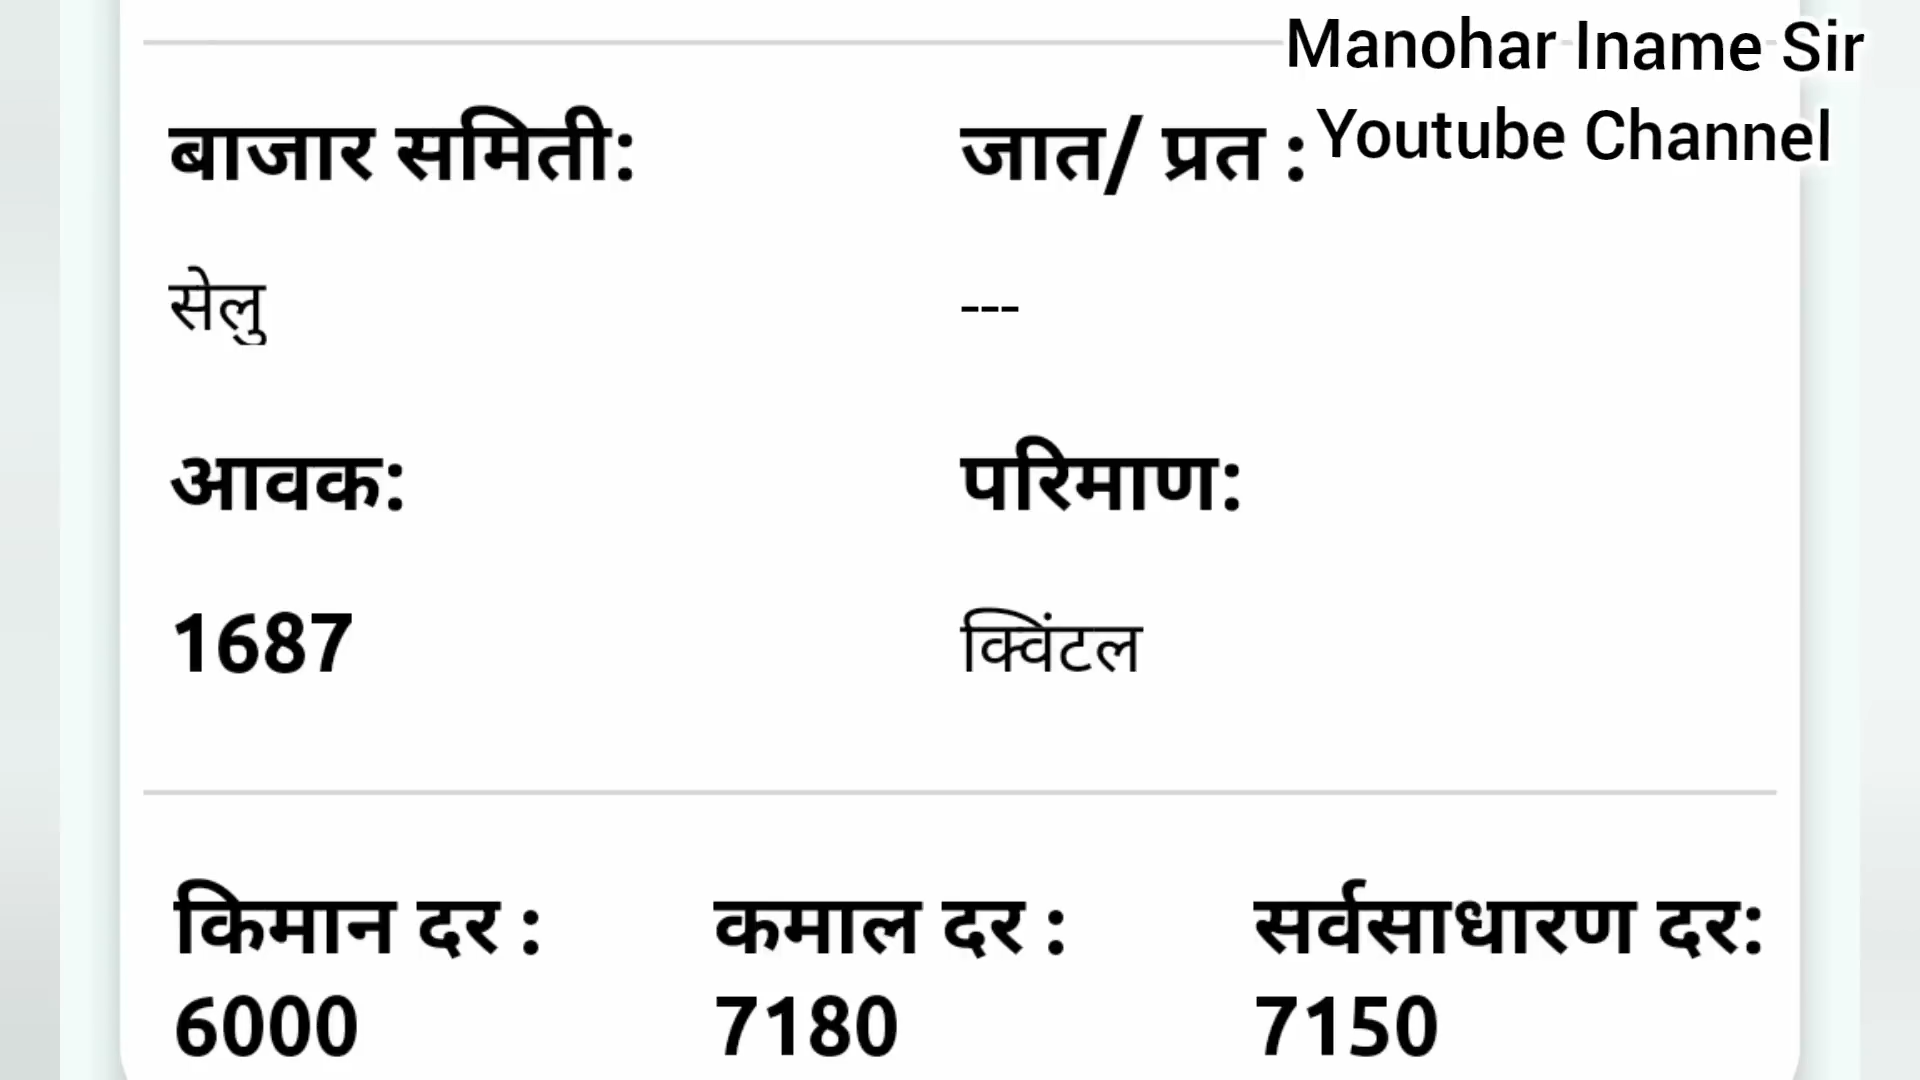 Manohar Iname Sir
Youtube Channel
बाजार समिती:
जात/ प्रत :
सेलु
---
आवक:
परिमाण:
1687
क्विंटल
किमान दर :
कमाल दर :
सर्वसाधारण दर:
6000
7180
7150